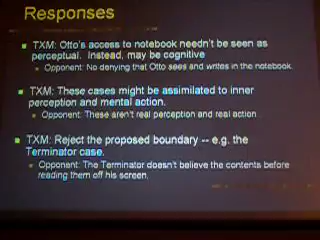 Responses
TXM: Otto's access to notebook needn't be seen as
perceptual. Instead, may be cognitive
Opponent: No denying that Otto sees and writes in the notebook.
TXM: These cases might be assimilated to inner
perception and mental action.
Opponent: These aren't real perception and real action
TXM: Reject the proposed boundary -- e.g. the
Terminator case.
Opponent: The Terminator doesn't believe the contents before
reading them off his screen.